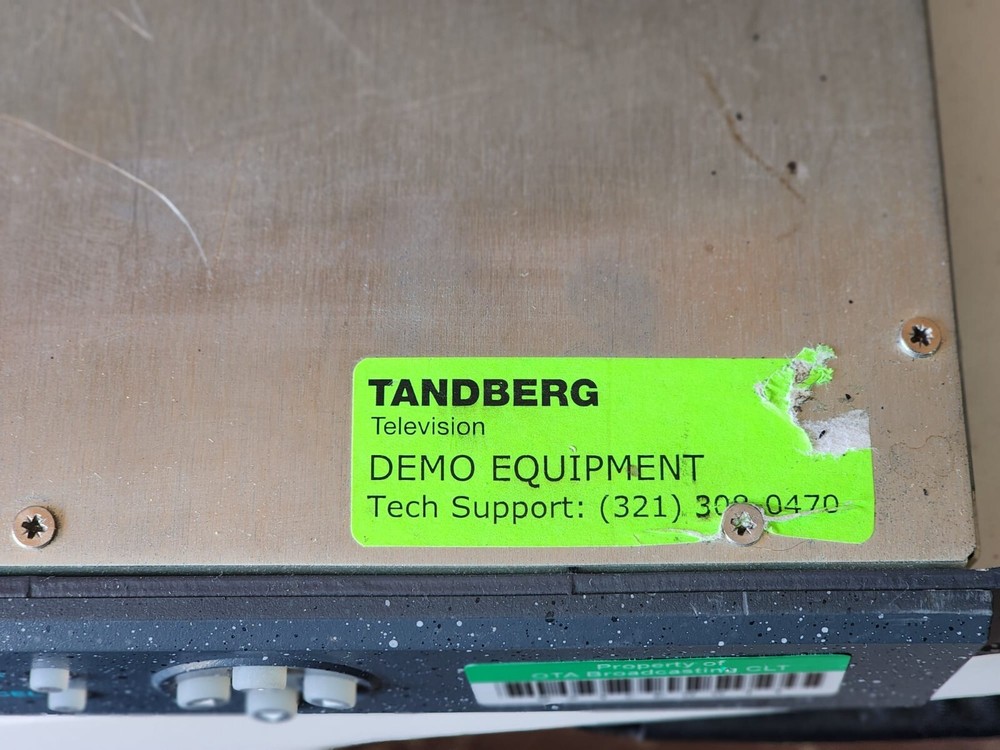 TANDBERG
Television
DEMO EQUIPMENT
Tech Support: (321) 308-0470
Property of
OTA Broadcasting CLT